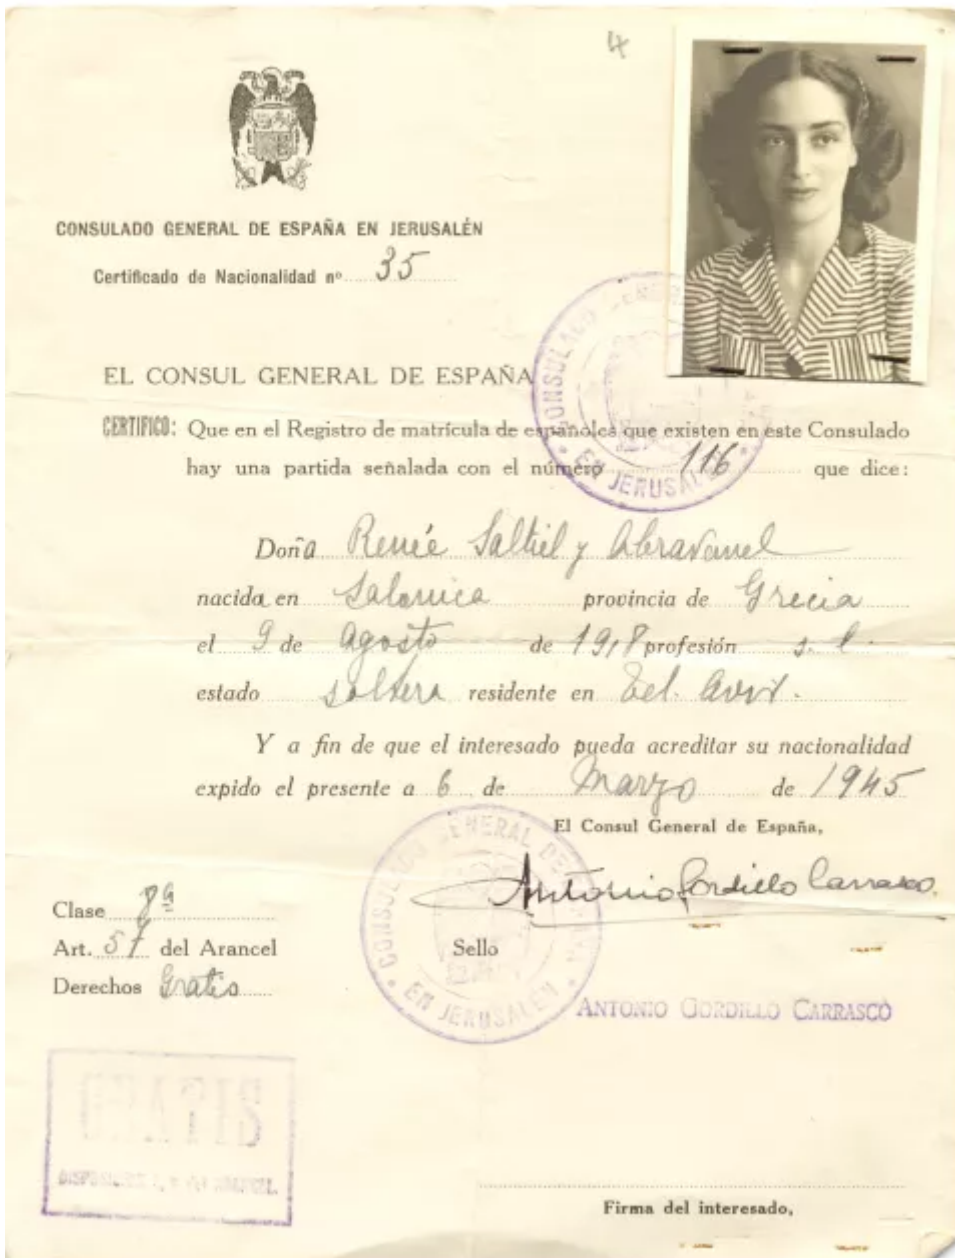 4
CONSULADO GENERAL DE ESPAÑA EN JERUSALÉN
Certificado de Nacionalidad nº 35
EL CONSUL GENERAL DE ESPAÑA
CERTIFICO: Que en el Registro de matrícula de españoles que existen en este Consulado
hay una partida señalada con el número 116 que dice:
Doña Renée Saltiel y Abravanel
nacida en Salonica provincia de Grecia
el 9 de Agosto de 1918 profesión s. l.
estado soltera residente en Tel. Aviv.
Y a fin de que el interesado pueda acreditar su nacionalidad
expido el presente a 6 de Marzo de 1945
El Consul General de España,
Antonio Gordillo Carrasco.
Clase 8ª
Art. 57 del Arancel
Derechos Gratis
Sello
CONSULADO GENERAL DE ESPAÑA
EN JERUSALÉN
ANTONIO GORDILLO CARRASCO
GRATIS
Firma del interesado,